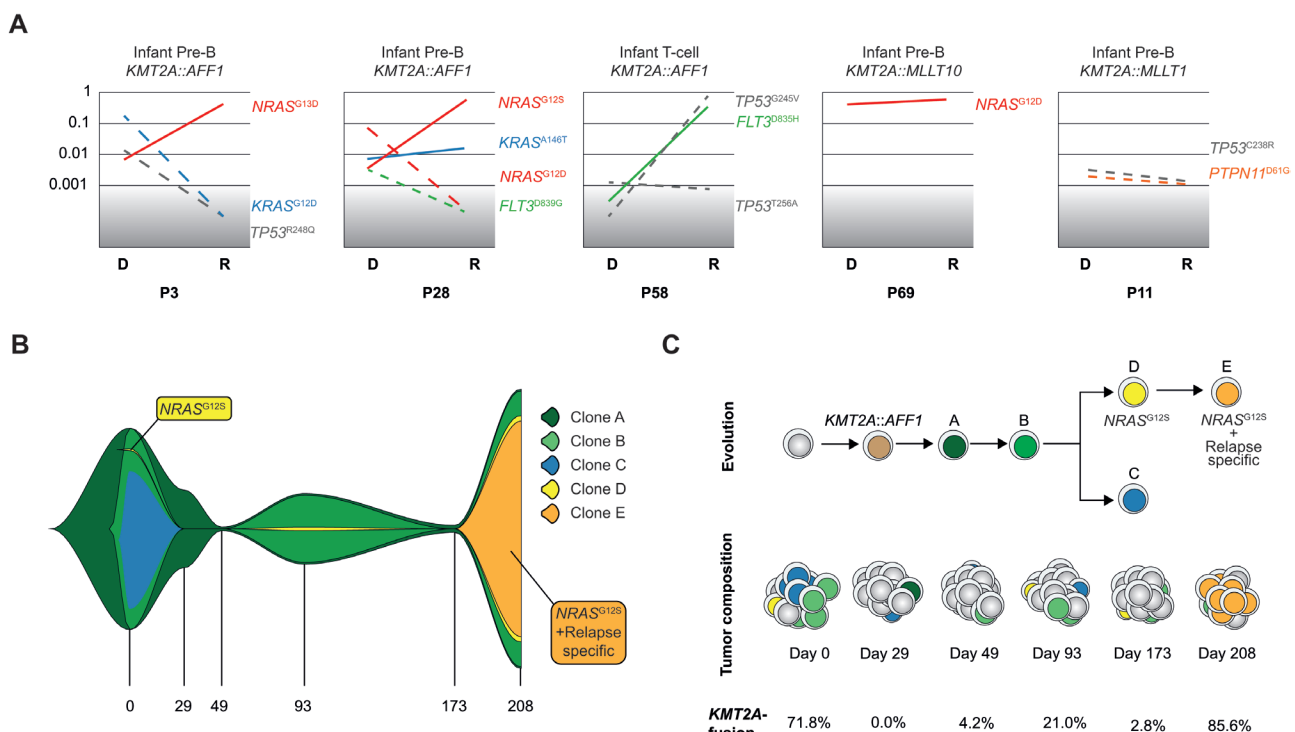 A
Infant Pre-B
KMT2A::AFF1
Infant Pre-B
KMT2A::AFF1
Infant T-cell
KMT2A::AFF1
Infant Pre-B
KMT2A::MLLT10
Infant Pre-B
KMT2A::MLLT1
1
0.1
0.01
0.001
NRASG13D
KRASG12D
TP53R248Q
D R
P3
NRASG12S
KRASA146T
NRASG12D
FLT3D839G
D R
P28
TP53G245V
FLT3D835H
TP53T256A
D R
P58
NRASG12D
D R
P69
TP53C238R
PTPN11D61G
D R
P11
B
NRASG12S
Clone A
Clone B
Clone C
Clone D
Clone E
NRASG12S
+Relapse
specific
0 29 49 93 173 208
C
Evolution
KMT2A::AFF1
A
B
D
NRASG12S
E
NRASG12S
+
Relapse
specific
C
Tumor composition
Day 0 Day 29 Day 49 Day 93 Day 173 Day 208
KMT2A-
fusion
71.8% 0.0% 4.2% 21.0% 2.8% 85.6%